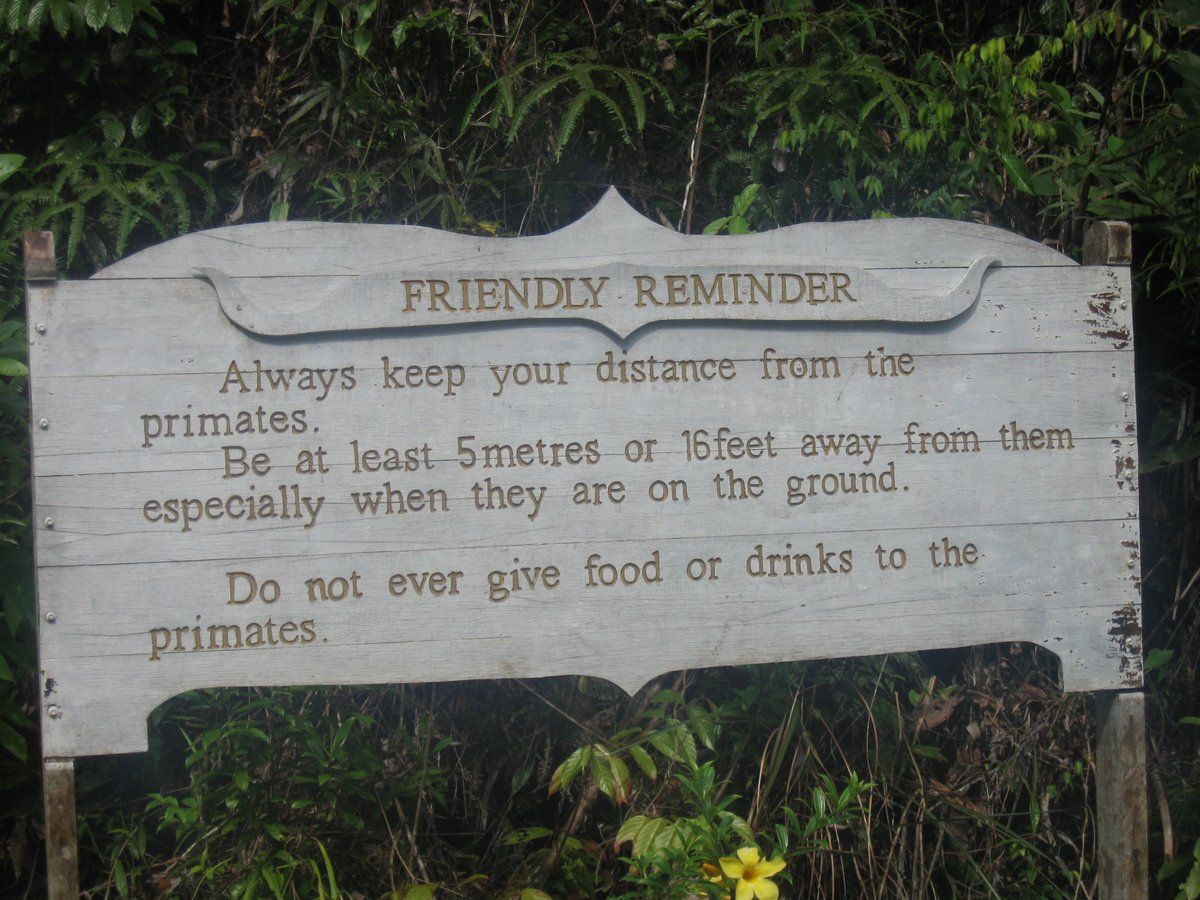 FRIENDLY REMINDER
Always keep your distance from the
primates.
Be at least 5metres or 16feet away from them
especially when they are on the ground.
Do not ever give food or drinks to the
primates.